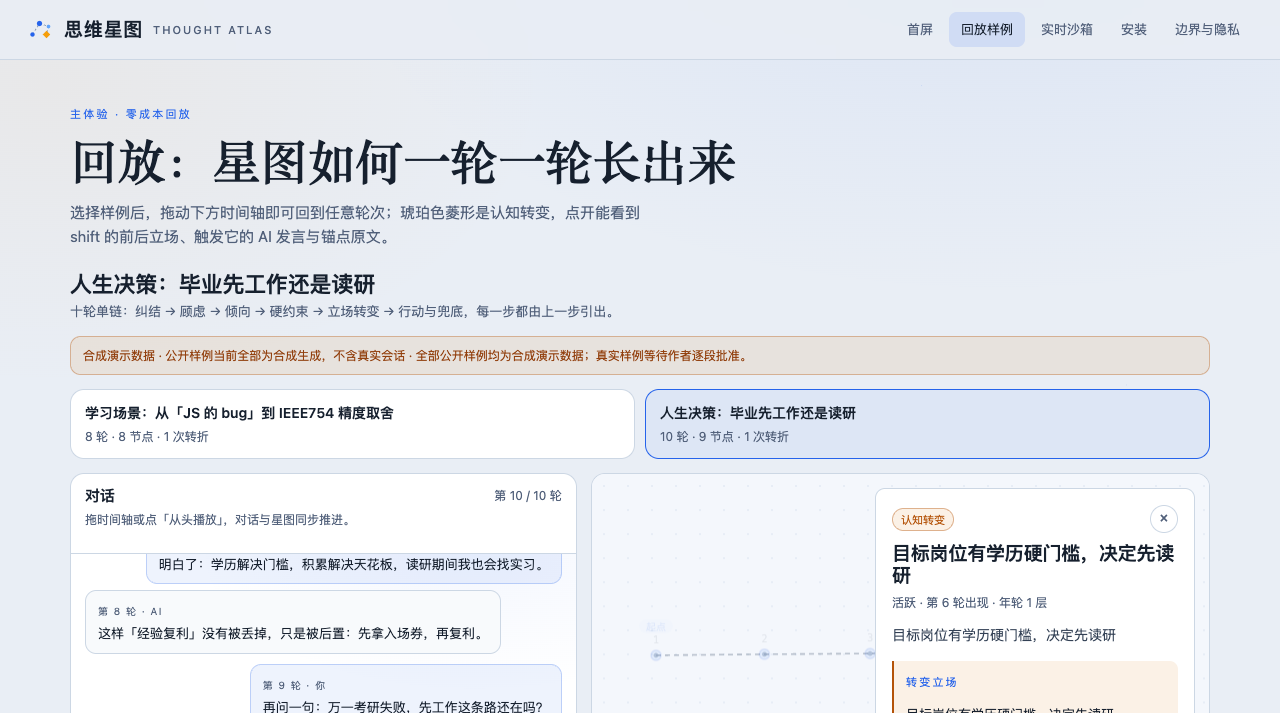 思维星图 THOUGHT ATLAS
首屏 回放样例 实时沙箱 安装 边界与隐私
主体验 · 零成本回放
回放：星图如何一轮一轮长出来
选择样例后，拖动下方时间轴即可回到任意轮次；琥珀色菱形是认知转变，点开能看到
shift 的前后立场、触发它的 AI 发言与锚点原文。
人生决策：毕业先工作还是读研
十轮单链：纠结 → 顾虑 → 倾向 → 硬约束 → 立场转变 → 行动与兜底，每一步都由上一步引出。
合成演示数据 · 公开样例当前全部为合成生成，不含真实会话 · 全部公开样例均为合成演示数据；真实样例等待作者逐段批准。
学习场景：从「JS 的 bug」到 IEEE754 精度取舍
8 轮 · 8 节点 · 1 次转折
人生决策：毕业先工作还是读研
10 轮 · 9 节点 · 1 次转折
对话
第 10 / 10 轮
拖时间轴或点「从头播放」，对话与星图同步推进。
明白了：学历解决门槛，积累解决天花板，读研期间我也会找实习。
第 8 轮 · AI
这样「经验复利」没有被丢掉，只是被后置：先拿入场券，再复利。
第 9 轮 · 你
再问一句：万一考研失败，先工作这条路还在吗？
起点
1
2
3
认知转变
×
目标岗位有学历硬门槛，决定先读
研
活跃 · 第 6 轮出现 · 年轮 1 层
目标岗位有学历硬门槛，决定先读研
转变立场
目标岗位有学历硬门槛，决定先读研